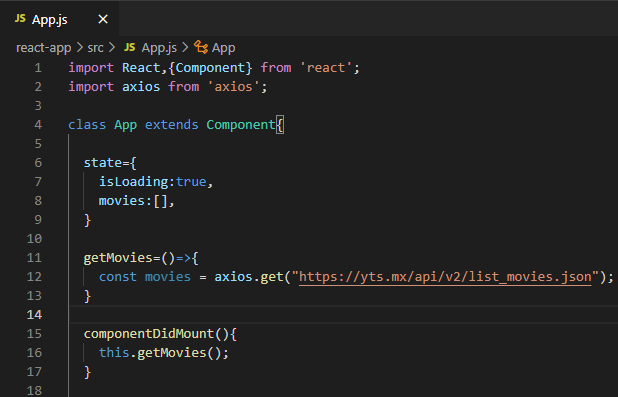 JS App.js ×
react-app > src > JS App.js > App
1 import React,{Component} from 'react';
2 import axios from 'axios';
3
4 class App extends Component{
5
6 state={
7 isLoading:true,
8 movies:[],
9 }
10
11 getMovies=()=>{
12 const movies = axios.get("https://yts.mx/api/v2/list_movies.json");
13 }
14
15 componentDidMount(){
16 this.getMovies();
17 }
18